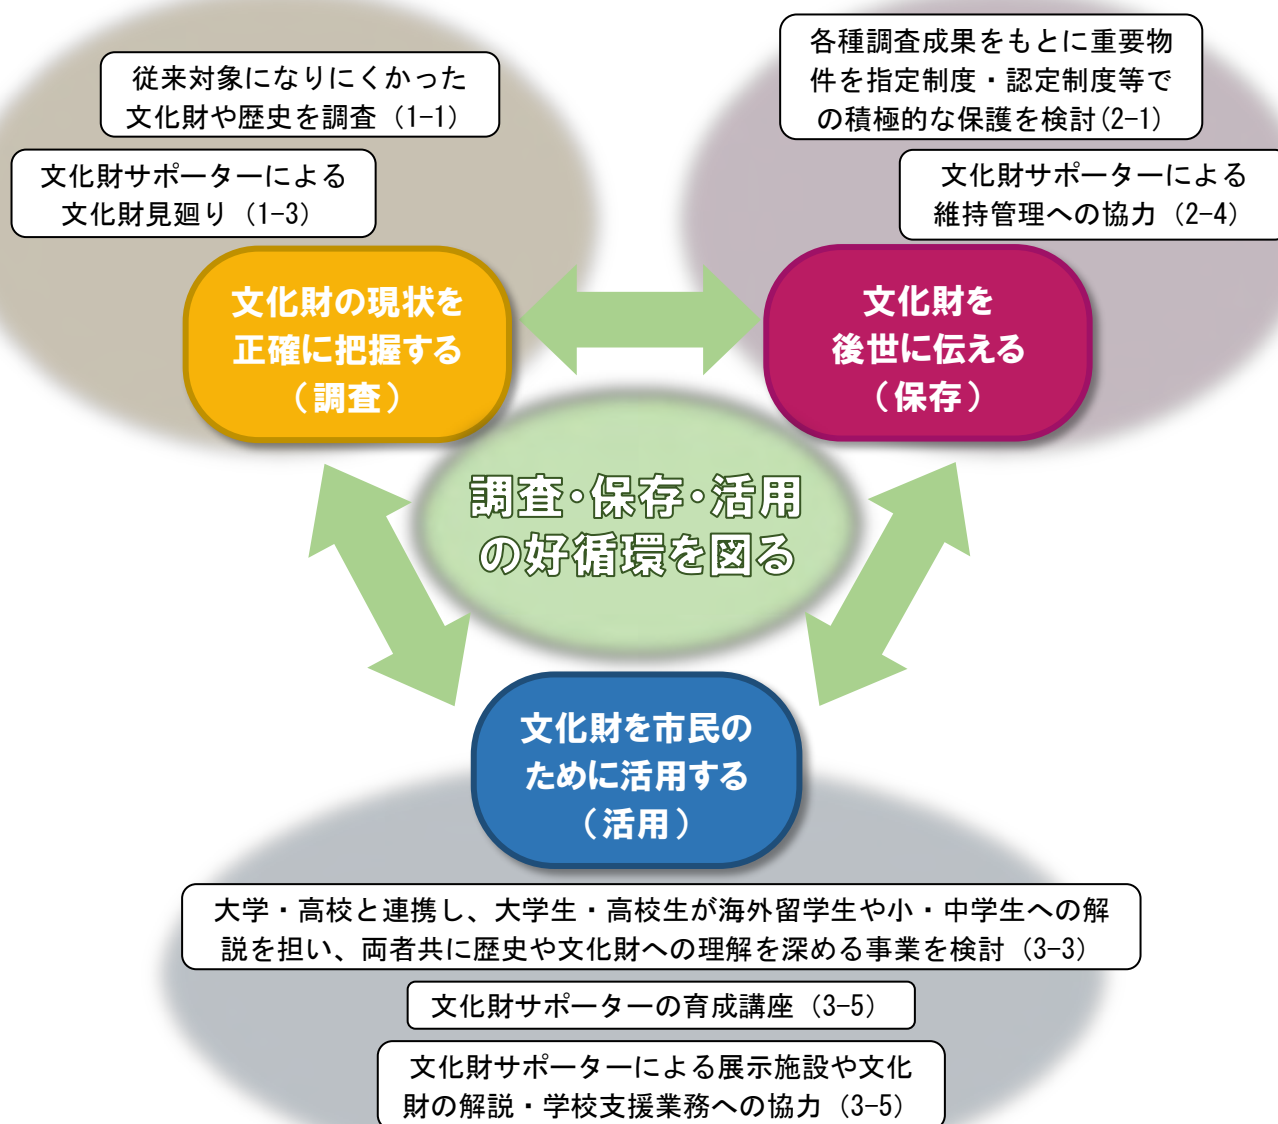 従来対象になりにくかった
文化財や歴史を調査（1-1）
文化財サポーターによる
文化財見廻り（1-3）
各種調査成果をもとに重要物
件を指定制度・認定制度等で
の積極的な保護を検討(2-1)
文化財サポーターによる
維持管理への協力（2-4）
文化財の現状を
正確に把握する
（調査）
文化財を
後世に伝える
（保存）
調査・保存・活用
の好循環を図る
文化財を市民の
ために活用する
（活用）
大学・高校と連携し、大学生・高校生が海外留学生や小・中学生への解
説を担い、両者共に歴史や文化財への理解を深める事業を検討（3-3）
文化財サポーターの育成講座（3-5）
文化財サポーターによる展示施設や文化
財の解説・学校支援業務への協力（3-5）